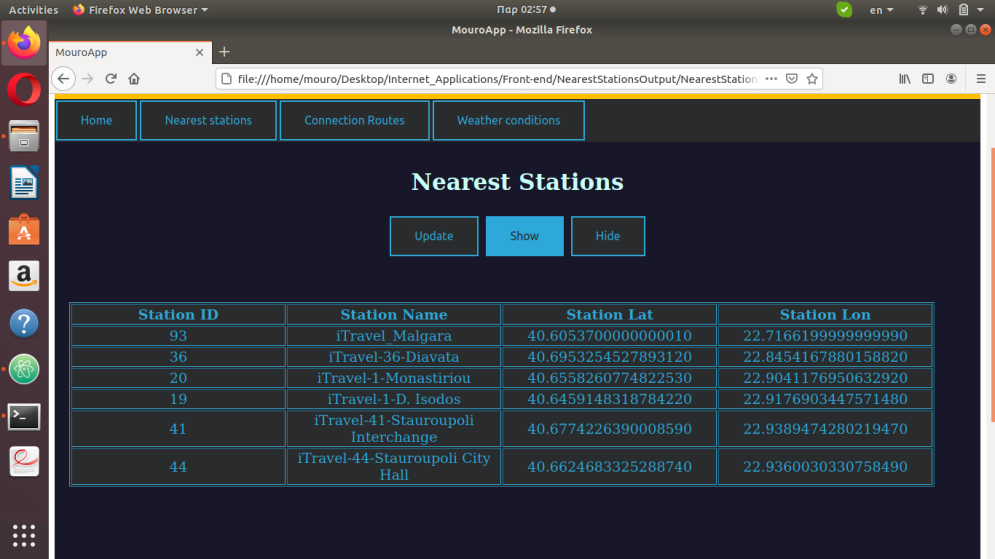 Activities Firefox Web Browser Παρ 02:57 en
MouroApp - Mozilla Firefox
MouroApp
file:///home/mouro/Desktop/Internet_Applications/Front-end/NearestStationsOutput/NearestStation
Home Nearest stations Connection Routes Weather conditions
Nearest Stations
Update Show Hide
Station ID Station Name Station Lat Station Lon
93 iTravel_Malgara 40.6053700000000010 22.7166199999999990
36 iTravel-36-Diavata 40.6953254527893120 22.8454167880158820
20 iTravel-1-Monastiriou 40.6558260774822530 22.9041176950632920
19 iTravel-1-D. Isodos 40.6459148318784220 22.9176903447571480
41 iTravel-41-Stauroupoli Interchange 40.6774226390008590 22.9389474280219470
44 iTravel-44-Stauroupoli City Hall 40.6624683325288740 22.9360030330758490